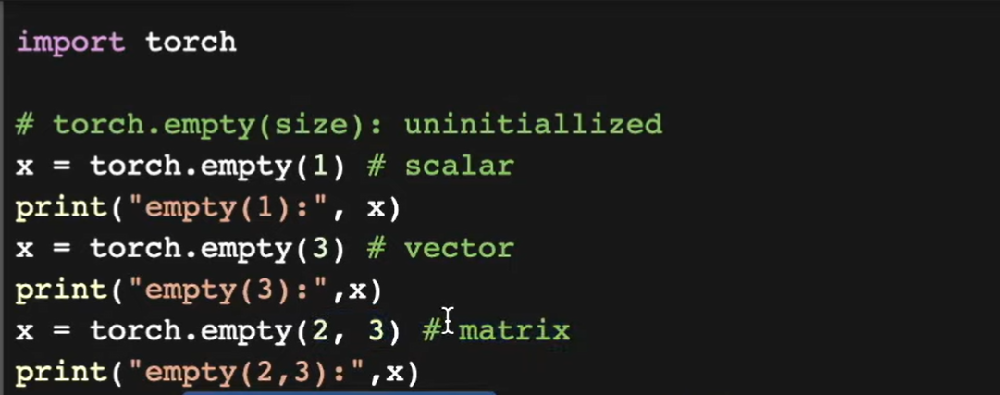 import torch
# torch.empty(size): uninitiallized
x = torch.empty(1) # scalar
print("empty(1):", x)
x = torch.empty(3) # vector
print("empty(3):",x)
x = torch.empty(2, 3) # matrix
print("empty(2,3):",x)